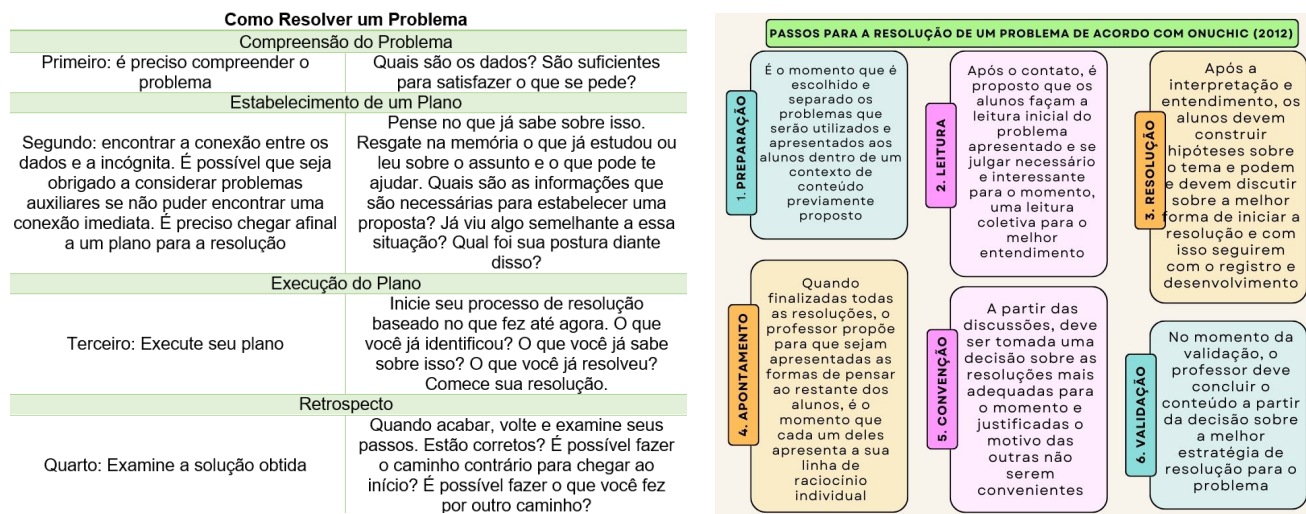 Como Resolver um Problema
Compreensão do Problema
Primeiro: é preciso compreender o
problema
Quais são os dados? São suficientes
para satisfazer o que se pede?
Estabelecimento de um Plano
Segundo: encontrar a conexão entre os
dados e a incógnita. É possível que seja
obrigado a considerar problemas
auxiliares se não puder encontrar uma
conexão imediata. É preciso chegar afinal
a um plano para a resolução
Pense no que já sabe sobre isso.
Resgate na memória o que já estudou ou
leu sobre o assunto e o que pode te
ajudar. Quais são as informações que
são necessárias para estabelecer uma
proposta? Já viu algo semelhante a essa
situação? Qual foi sua postura diante
disso?
Execução do Plano
Terceiro: Execute seu plano
Inicie seu processo de resolução
baseado no que fez até agora. O que
você já identificou? O que você já sabe
sobre isso? O que você já resolveu?
Comece sua resolução.
Retrospecto
Quarto: Examine a solução obtida
Quando acabar, volte e examine seus
passos. Estão corretos? É possível fazer
o caminho contrário para chegar ao
início? É possível fazer o que você fez
por outro caminho?
PASSOS PARA A RESOLUÇÃO DE UM PROBLEMA DE ACORDO COM ONUCHIC (2012)
1. PREPARAÇÃO
É o momento que é
escolhido e
separado os
problemas que
serão utilizados e
apresentados aos
alunos dentro de um
contexto de
conteúdo
previamente
proposto
2. LEITURA
Após o contato, é
proposto que os
alunos façam a
leitura inicial do
problema
apresentado e se
julgar necessário
e interessante
para o momento,
uma leitura
coletiva para o
melhor
entendimento
3. RESOLUÇÃO
Após a
interpretação e
entendimento, os
alunos devem
construir
hipóteses sobre
o tema e podem
e devem discutir
sobre a melhor
forma de iniciar a
resolução e com
isso seguirem
com o registro e
desenvolvimento
4. APONTAMENTO
Quando
finalizadas todas
as resoluções, o
professor propõe
para que sejam
apresentadas as
formas de pensar
ao restante dos
alunos, é o
momento que
cada um deles
apresenta a sua
linha de
raciocínio
individual
5. CONVENÇÃO
A partir das
discussões, deve
ser tomada uma
decisão sobre as
resoluções mais
adequadas para
o momento e
justificadas o
motivo das
outras não
serem
convenientes
6. VALIDAÇÃO
No momento da
validação, o
professor deve
concluir o
conteúdo a partir
da decisão sobre
a melhor
estratégia de
resolução para o
problema